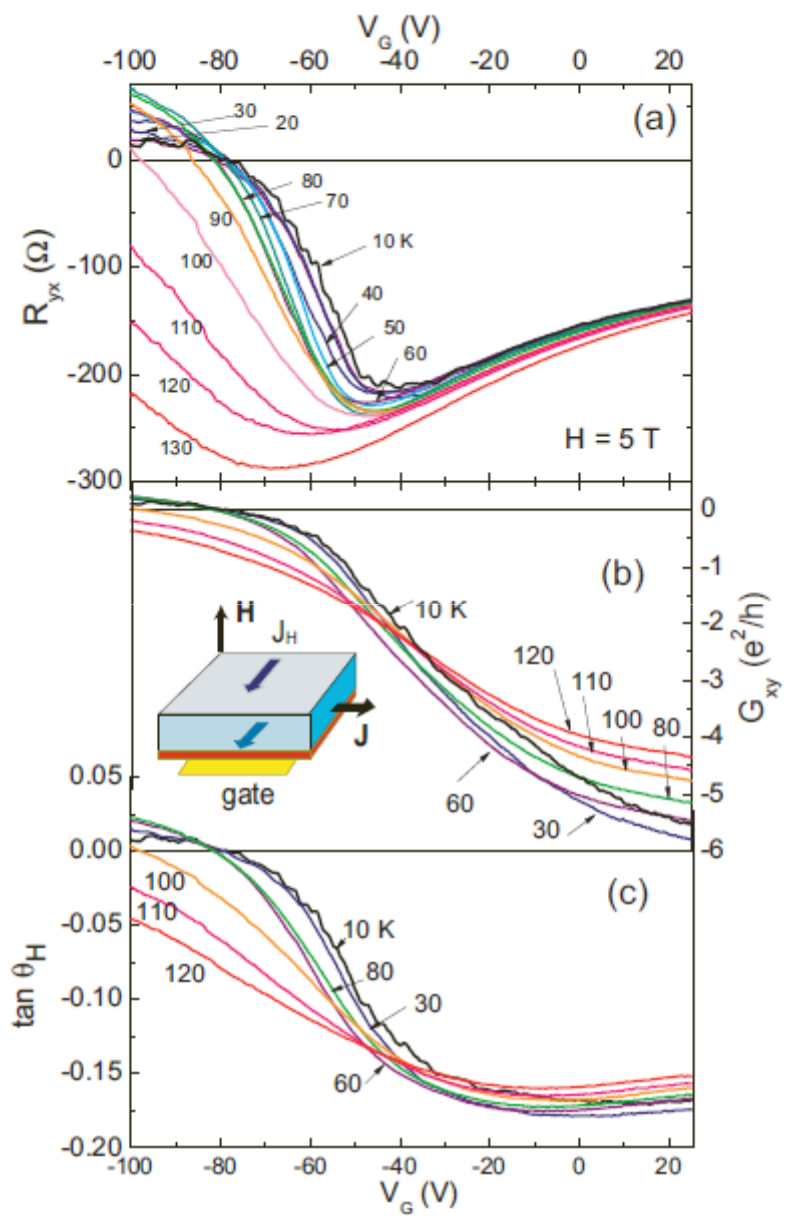 V_G (V)
-100 -80 -60 -40 -20 0 20
(a)
30
20
0
80
70
90
10 K
100
-100
R_yx (Ω)
40
110
50
-200
60
120
130
H = 5 T
-300
0
(b)
-1
10 K
-2
H
J_H
120
-3
G_xy (e²/h)
110
100
80
J
-4
gate
60
30
-5
0.05
-6
0.00
100
(c)
110
-0.05
10 K
120
80
tan θ_H
30
-0.10
60
-0.15
-0.20
-100 -80 -60 -40 -20 0 20
V_G (V)